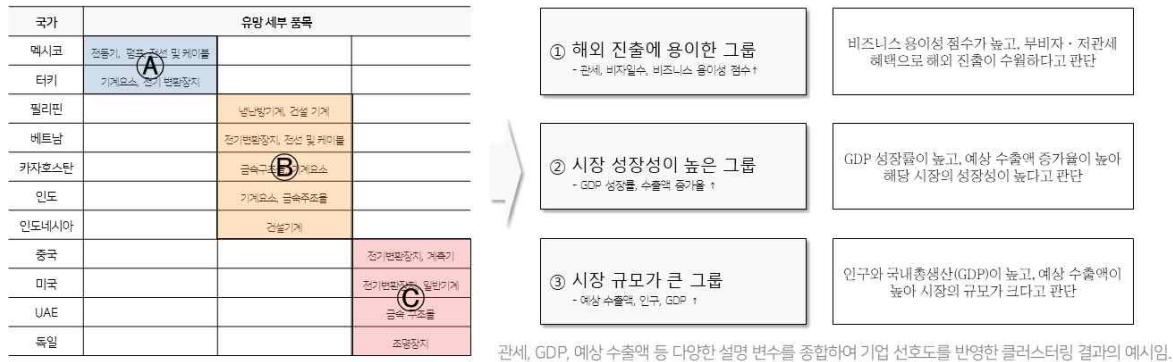 국가 유망 세부 품목
멕시코 전동기, 펌프, 전선 및 케이블
Ⓐ
터키 기계요소, 전기 변환장치
필리핀 냉난방기계, 건설 기계
베트남 전기변환장치, 전선 및 케이블
카자흐스탄 금속구조물, 기계요소
Ⓑ
인도 기계요소, 금속주조물
인도네시아 건설기계
중국 전기변환장치, 계측기
미국 전기변환장치, 일반기계
Ⓒ
UAE 금속 구조물
독일 조명장치
① 해외 진출에 용이한 그룹
- 관세, 비자일수, 비즈니스 용이성 점수↑
비즈니스 용이성 점수가 높고, 무비자・저관세
혜택으로 해외 진출이 수월하다고 판단
② 시장 성장성이 높은 그룹
- GDP 성장률, 수출액 증가율 ↑
GDP 성장률이 높고, 예상 수출액 증가율이 높아
해당 시장의 성장성이 높다고 판단
③ 시장 규모가 큰 그룹
- 예상 수출액, 인구, GDP ↑
인구와 국내총생산(GDP)이 높고, 예상 수출액이
높아 시장의 규모가 크다고 판단
관세, GDP, 예상 수출액 등 다양한 설명 변수를 종합하여 기업 선호도를 반영한 클러스터링 결과의 예시임